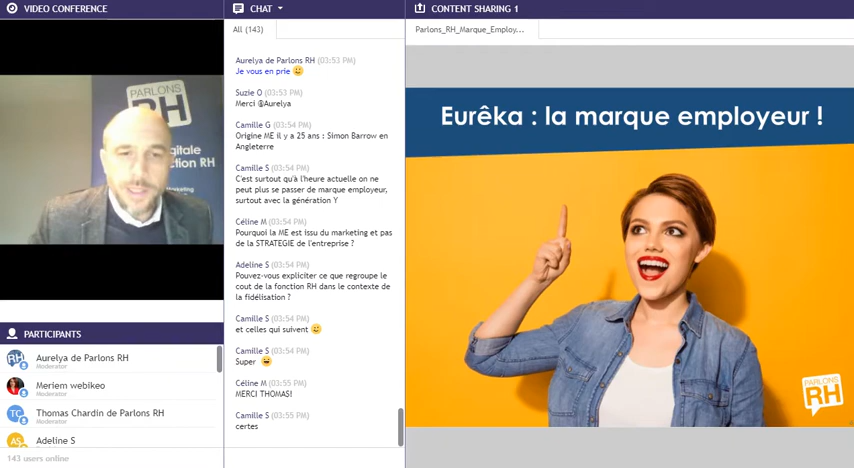 VIDEO CONFERENCE
PARLONS
RH
igitale
nction RH
Marketing
PARTICIPANTS
Aurelya de Parlons RH
Moderator
Meriem webikeo
Moderator
TC
Thomas Chardin de Parlons RH
Moderator
AS
Adeline S
143 users online
CHAT
All (143)
Aurelya de Parlons RH (03:53 PM)
Je vous en prie
Suzie O (03:53 PM)
Merci @Aurelya
Camille G (03:54 PM)
Origine ME il y a 25 ans : Simon Barrow en
Angleterre
Camille S (03:54 PM)
C'est surtout qu'à l'heure actuelle on ne
peut plus se passer de marque employeur,
surtout avec la génération Y
Céline M (03:54 PM)
Pourquoi la ME est issu du marketing et pas
de la STRATEGIE de l'entreprise ?
Adeline S (03:54 PM)
Pouvez-vous expliciter ce que regroupe le
cout de la fonction RH dans le contexte de
la fidélisation ?
Camille S (03:54 PM)
et celles qui suivent
Camille S (03:54 PM)
Super
Céline M (03:55 PM)
MERCI THOMAS!
Camille S (03:55 PM)
certes
CONTENT SHARING 1
Parlons_RH_Marque_Employ...
Eurêka : la marque employeur !
PARLONS
RH